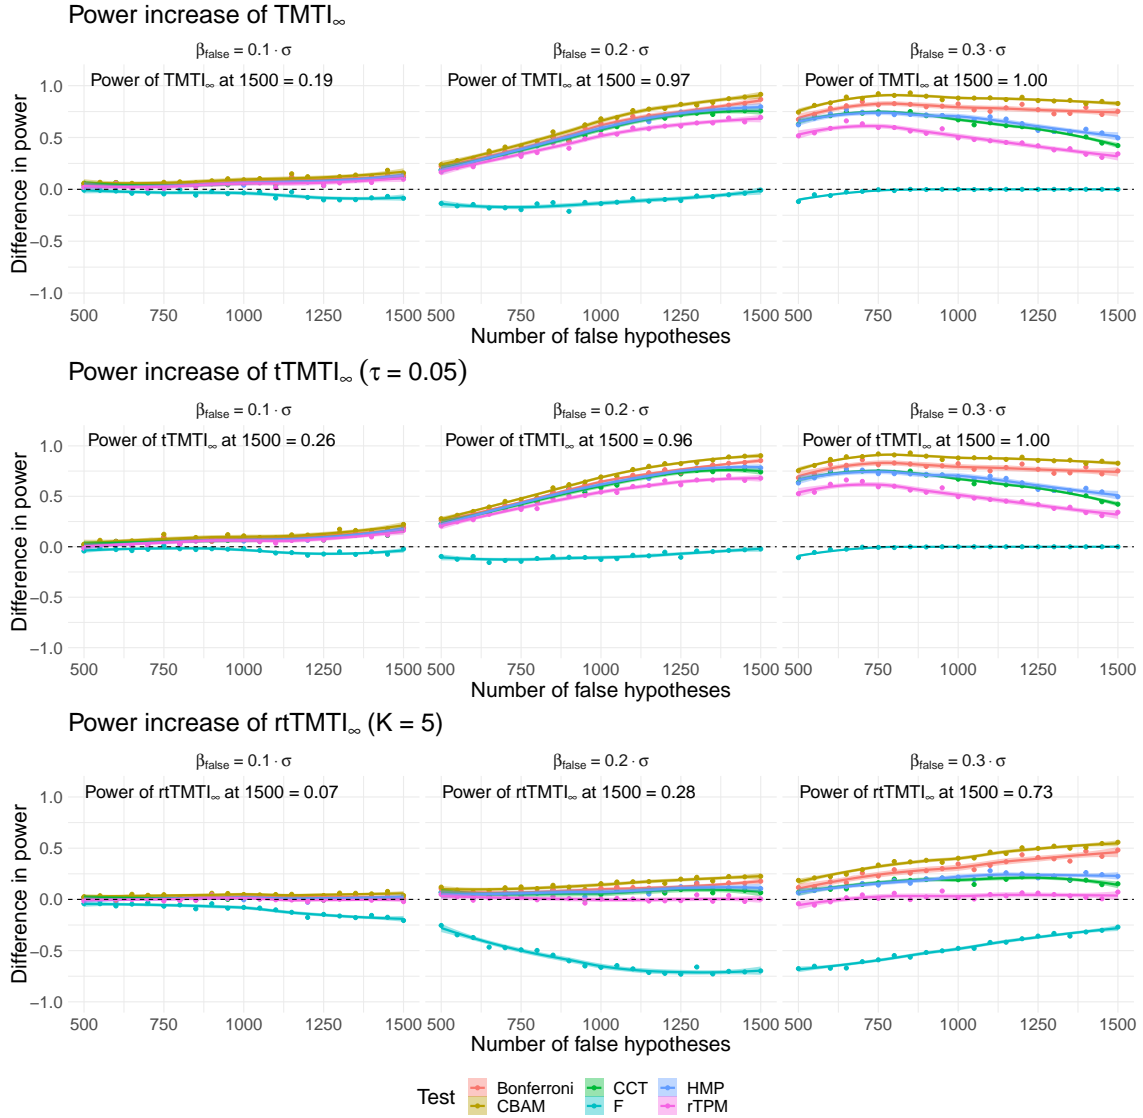 Power increase of TMTI∞
β_false = 0.1 · σ
β_false = 0.2 · σ
β_false = 0.3 · σ
Power of TMTI∞ at 1500 = 0.19
Power of TMTI∞ at 1500 = 0.97
Power of TMTI∞ at 1500 = 1.00
Difference in power
1.0
0.5
0.0
−0.5
−1.0
500 750 1000 1250 1500
500 750 1000 1250 1500
500 750 1000 1250 1500
Number of false hypotheses
Power increase of tTMTI∞ (τ = 0.05)
β_false = 0.1 · σ
β_false = 0.2 · σ
β_false = 0.3 · σ
Power of tTMTI∞ at 1500 = 0.26
Power of tTMTI∞ at 1500 = 0.96
Power of tTMTI∞ at 1500 = 1.00
Difference in power
1.0
0.5
0.0
−0.5
−1.0
500 750 1000 1250 1500
500 750 1000 1250 1500
500 750 1000 1250 1500
Number of false hypotheses
Power increase of rtTMTI∞ (K = 5)
β_false = 0.1 · σ
β_false = 0.2 · σ
β_false = 0.3 · σ
Power of rtTMTI∞ at 1500 = 0.07
Power of rtTMTI∞ at 1500 = 0.28
Power of rtTMTI∞ at 1500 = 0.73
Difference in power
1.0
0.5
0.0
−0.5
−1.0
500 750 1000 1250 1500
500 750 1000 1250 1500
500 750 1000 1250 1500
Number of false hypotheses
Test
Bonferroni CCT HMP
CBAM F rTPM